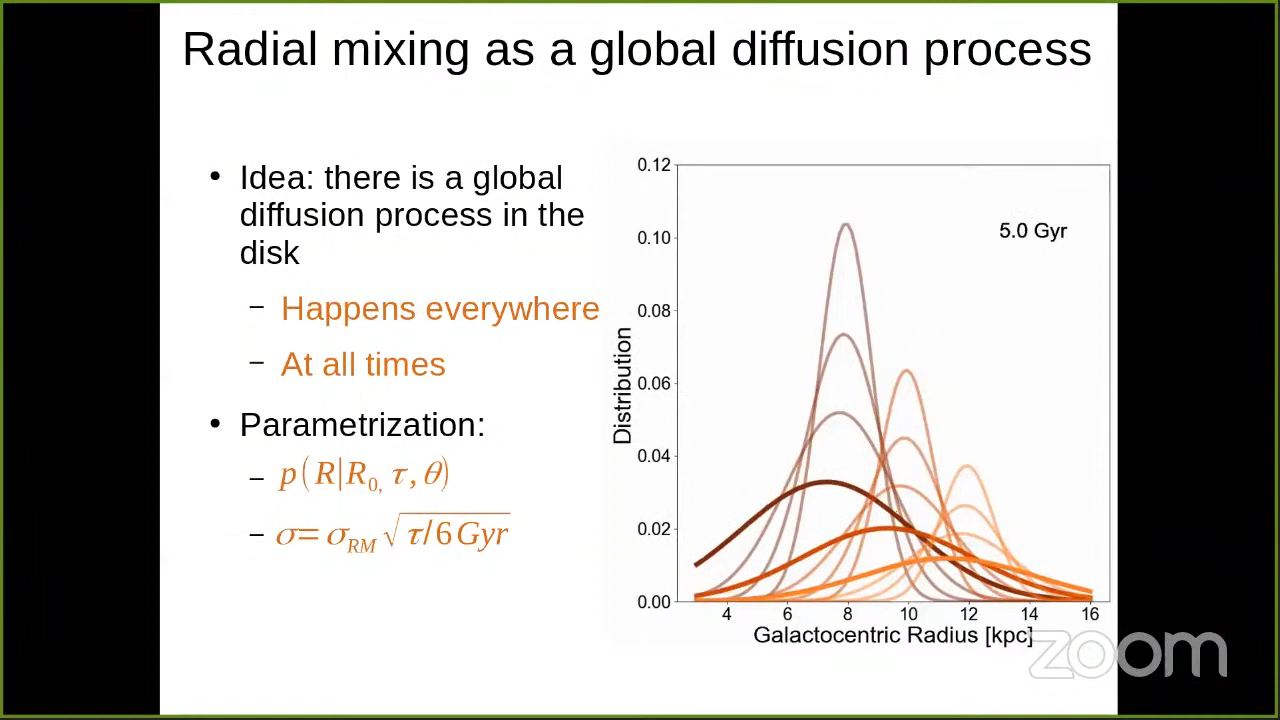 Radial mixing as a global diffusion process
• Idea: there is a global
diffusion process in the
disk
– Happens everywhere
– At all times
• Parametrization:
– p(R|R₀, τ, θ)
– σ= σ_RM √τ/6 Gyr
0.12
0.10
0.08
0.06
0.04
0.02
0.00
Distribution
5.0 Gyr
4 6 8 10 12 14 16
Galactocentric Radius [kpc]
zoom